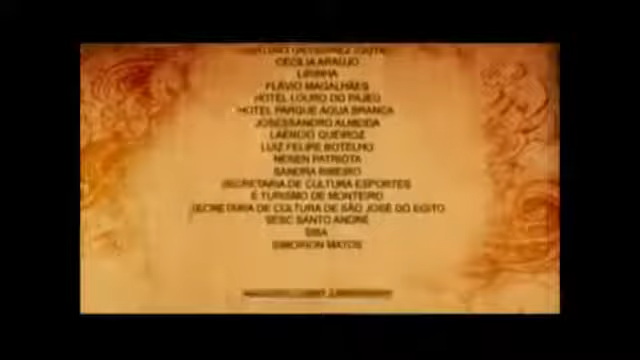 CECÍLIA ARAÚJO
LIRINHA
FLÁVIO MAGALHÃES
HOTEL LOURO DO PAJEÚ
HOTEL PARQUE ÁGUA BRANCA
JOSESSANDRO ALMEIDA
LAÉRCIO QUEIROZ
LUIZ FELIPE BOTELHO
NEŃEN PATRIOTA
SANDRA RIBEIRO
SECRETARIA DE CULTURA ESPORTES
E TURISMO DE MONTEIRO
SECRETARIA DE CULTURA DE SÃO JOSÉ DO EGITO
SESC SANTO ANDRÉ
SIBA
MATOS